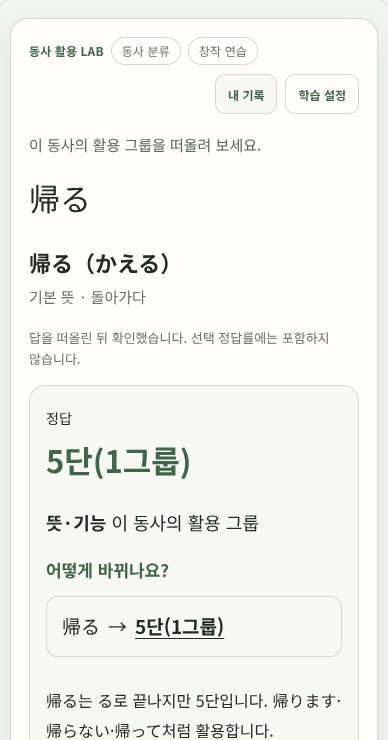 동사 활용 LAB 동사 분류 창작 연습
내 기록 학습 설정
이 동사의 활용 그룹을 떠올려 보세요.
帰る
帰る（かえる）
기본 뜻 · 돌아가다
답을 떠올린 뒤 확인했습니다. 선택 정답률에는 포함하지
않습니다.
정답
5단(1그룹)
뜻·기능 이 동사의 활용 그룹
어떻게 바뀌나요?
帰る → 5단(1그룹)
帰る는 る로 끝나지만 5단입니다. 帰ります·
帰らない·帰って처럼 활용합니다.